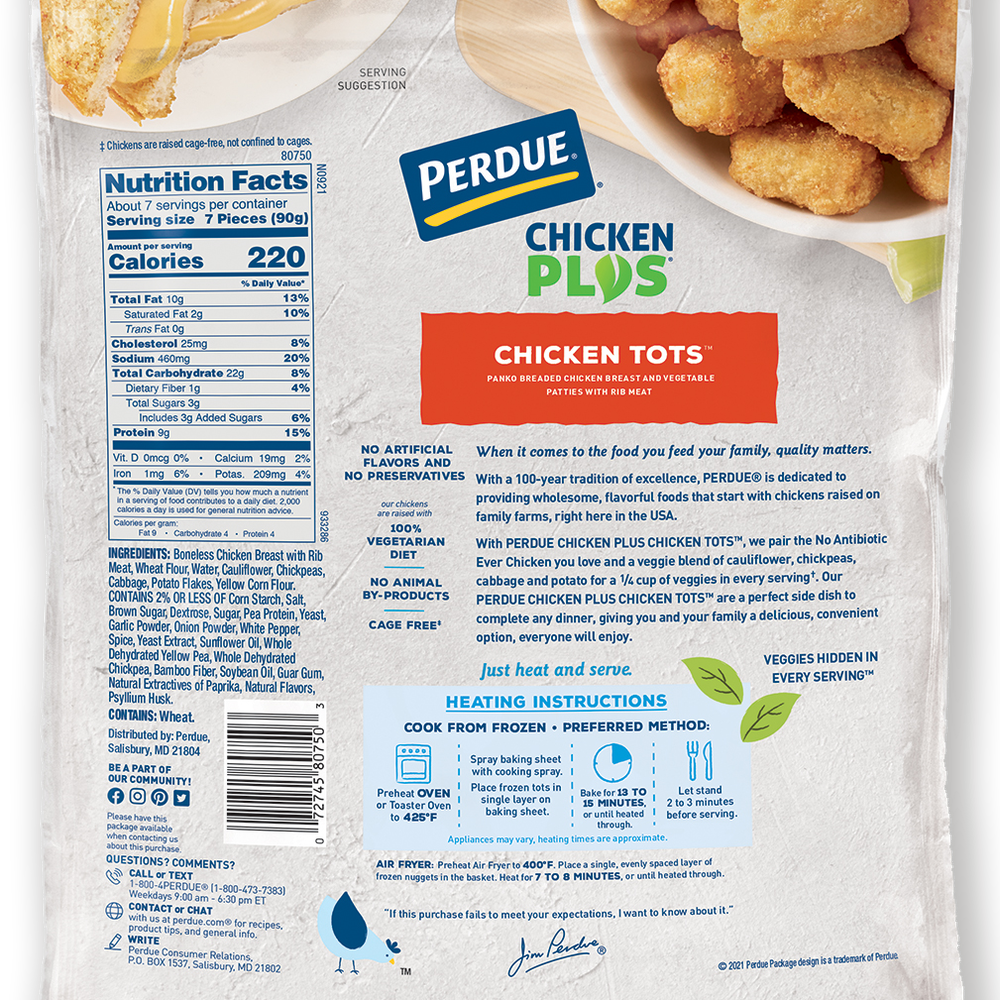 SERVING
SUGGESTION
‡ Chickens are raised cage-free, not confined to cages.
80750
N0921
Nutrition Facts
About 7 servings per container
Serving size 7 Pieces (90g)
Amount per serving
Calories 220
% Daily Value*
Total Fat 10g 13%
Saturated Fat 2g 10%
Trans Fat 0g
Cholesterol 25mg 8%
Sodium 460mg 20%
Total Carbohydrate 22g 8%
Dietary Fiber 1g 4%
Total Sugars 3g
Includes 3g Added Sugars 6%
Protein 9g 15%
Vit. D 0mcg 0% • Calcium 19mg 2%
Iron 1mg 6% • Potas. 209mg 4%
* The % Daily Value (DV) tells you how much a nutrient
in a serving of food contributes to a daily diet. 2,000
calories a day is used for general nutrition advice.
Calories per gram:
Fat 9 • Carbohydrate 4 • Protein 4
933286
INGREDIENTS: Boneless Chicken Breast with Rib
Meat, Wheat Flour, Water, Cauliflower, Chickpeas,
Cabbage, Potato Flakes, Yellow Corn Flour.
CONTAINS 2% OR LESS OF Corn Starch, Salt,
Brown Sugar, Dextrose, Sugar, Pea Protein, Yeast,
Garlic Powder, Onion Powder, White Pepper,
Spice, Yeast Extract, Sunflower Oil, Whole
Dehydrated Yellow Pea, Whole Dehydrated
Chickpea, Bamboo Fiber, Soybean Oil, Guar Gum,
Natural Extractives of Paprika, Natural Flavors,
Psyllium Husk.
CONTAINS: Wheat.
Distributed by: Perdue,
Salisbury, MD 21804
BE A PART OF
OUR COMMUNITY!
Please have this
package available
when contacting us
about this purchase.
0 72745 80750 3
QUESTIONS? COMMENTS?
CALL or TEXT
1-800-4PERDUE® (1-800-473-7383)
Weekdays 9:00 am - 6:30 pm ET
CONTACT or CHAT
with us at perdue.com® for recipes,
product tips, and general info.
WRITE
Perdue Consumer Relations,
P.O. BOX 1537, Salisbury, MD 21802
PERDUE®
®
CHICKEN
PLUS®
CHICKEN TOTS™
PANKO BREADED CHICKEN BREAST AND VEGETABLE
PATTIES WITH RIB MEAT
NO ARTIFICIAL
FLAVORS AND
NO PRESERVATIVES
our chickens
are raised with
100%
VEGETARIAN
DIET
NO ANIMAL
BY-PRODUCTS
CAGE FREE‡
When it comes to the food you feed your family, quality matters.
With a 100-year tradition of excellence, PERDUE® is dedicated to
providing wholesome, flavorful foods that start with chickens raised on
family farms, right here in the USA.
With PERDUE CHICKEN PLUS CHICKEN TOTS™, we pair the No Antibiotic
Ever Chicken you love and a veggie blend of cauliflower, chickpeas,
cabbage and potato for a 1/4 cup of veggies in every serving†. Our
PERDUE CHICKEN PLUS CHICKEN TOTS™ are a perfect side dish to
complete any dinner, giving you and your family a delicious, convenient
option, everyone will enjoy.
Just heat and serve.
VEGGIES HIDDEN IN
EVERY SERVING™
HEATING INSTRUCTIONS
COOK FROM FROZEN • PREFERRED METHOD:
Preheat OVEN
or Toaster Oven
to 425°F
Spray baking sheet
with cooking spray.
Place frozen tots in
single layer on
baking sheet.
Bake for 13 TO
15 MINUTES,
or until heated
through.
Let stand
2 to 3 minutes
before serving.
Appliances may vary, heating times are approximate.
AIR FRYER: Preheat Air Fryer to 400°F. Place a single, evenly spaced layer of
frozen nuggets in the basket. Heat for 7 TO 8 MINUTES, or until heated through.
"If this purchase fails to meet your expectations, I want to know about it."
Jim Perdue®
TM
© 2021 Perdue Package design is a trademark of Perdue.